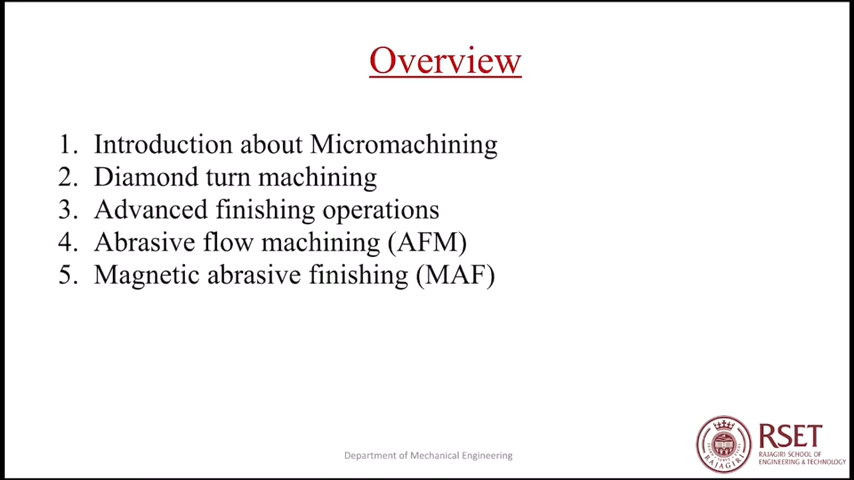 Overview
1. Introduction about Micromachining
2. Diamond turn machining
3. Advanced finishing operations
4. Abrasive flow machining (AFM)
5. Magnetic abrasive finishing (MAF)
Department of Mechanical Engineering
RAJAGIRI
RSET
RAJAGIRI SCHOOL OF
ENGINEERING & TECHNOLOGY